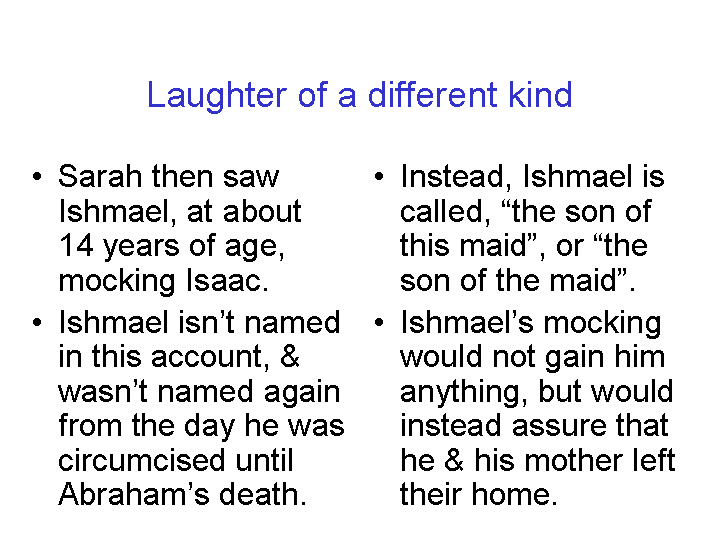 Laughter of a different kind
• Sarah then saw
Ishmael, at about
14 years of age,
mocking Isaac.
• Ishmael isn’t named
in this account, &
wasn’t named again
from the day he was
circumcised until
Abraham’s death.
• Instead, Ishmael is
called, “the son of
this maid”, or “the
son of the maid”.
• Ishmael’s mocking
would not gain him
anything, but would
instead assure that
he & his mother left
their home.